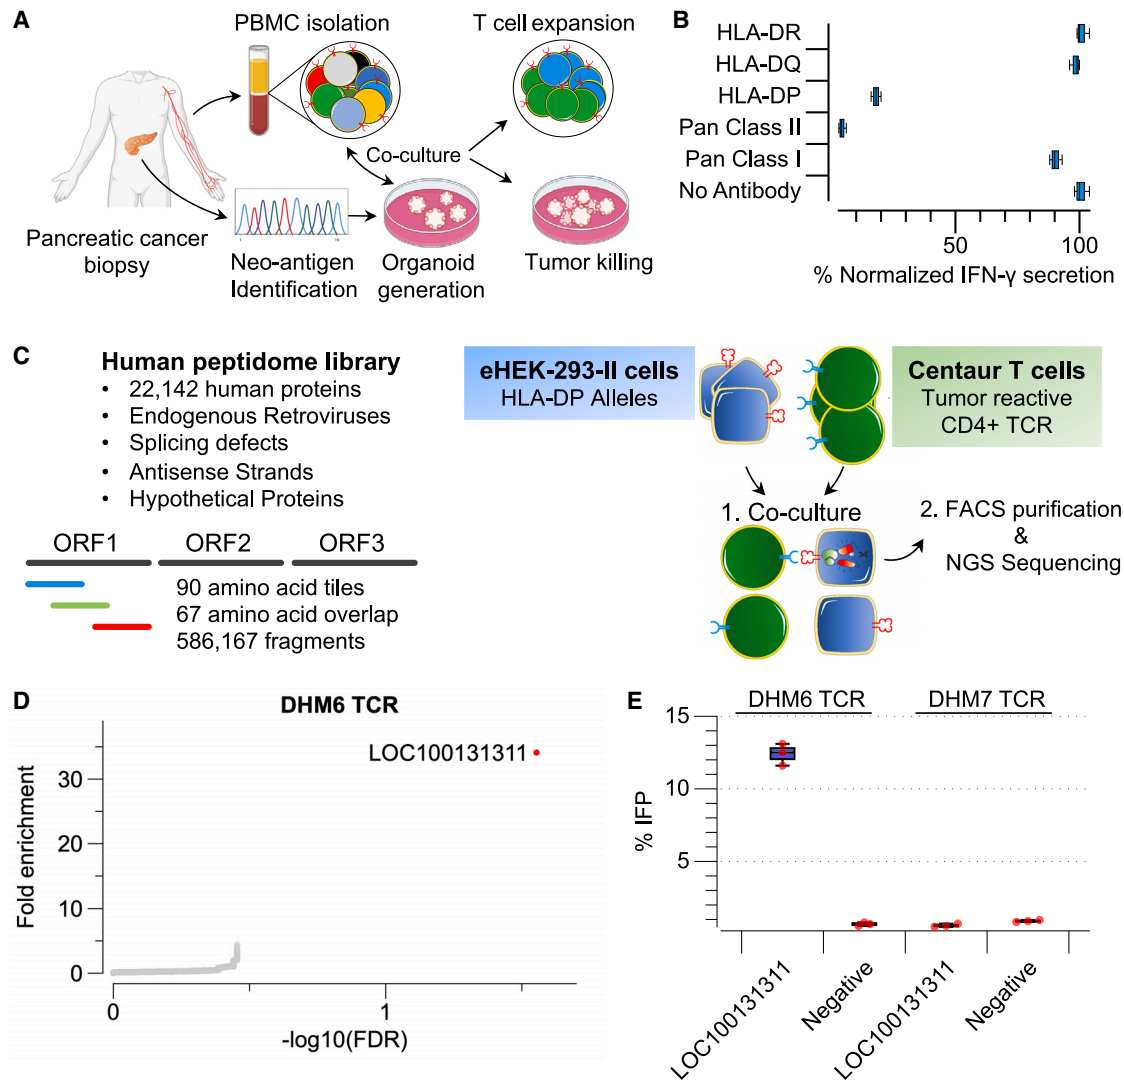 A
PBMC isolation
T cell expansion
Co-culture
1
10
Pancreatic cancer
biopsy
Neo-antigen
Identification
Organoid
generation
Tumor killing
B
HLA-DR
HLA-DQ
HLA-DP
Pan Class II
Pan Class I
No Antibody
50
100
% Normalized IFN-γ secretion
C
Human peptidome library
• 22,142 human proteins
• Endogenous Retroviruses
• Splicing defects
• Antisense Strands
• Hypothetical Proteins
ORF1
ORF2
ORF3
90 amino acid tiles
67 amino acid overlap
586,167 fragments
eHEK-293-II cells
HLA-DP Alleles
Centaur T cells
Tumor reactive
CD4+ TCR
1. Co-culture
2. FACS purification
&
NGS Sequencing
D
DHM6 TCR
LOC100131311
Fold enrichment
30
20
10
0
0
1
-log10(FDR)
E
DHM6 TCR
DHM7 TCR
% IFP
15
10
5
LOC100131311
Negative
LOC100131311
Negative